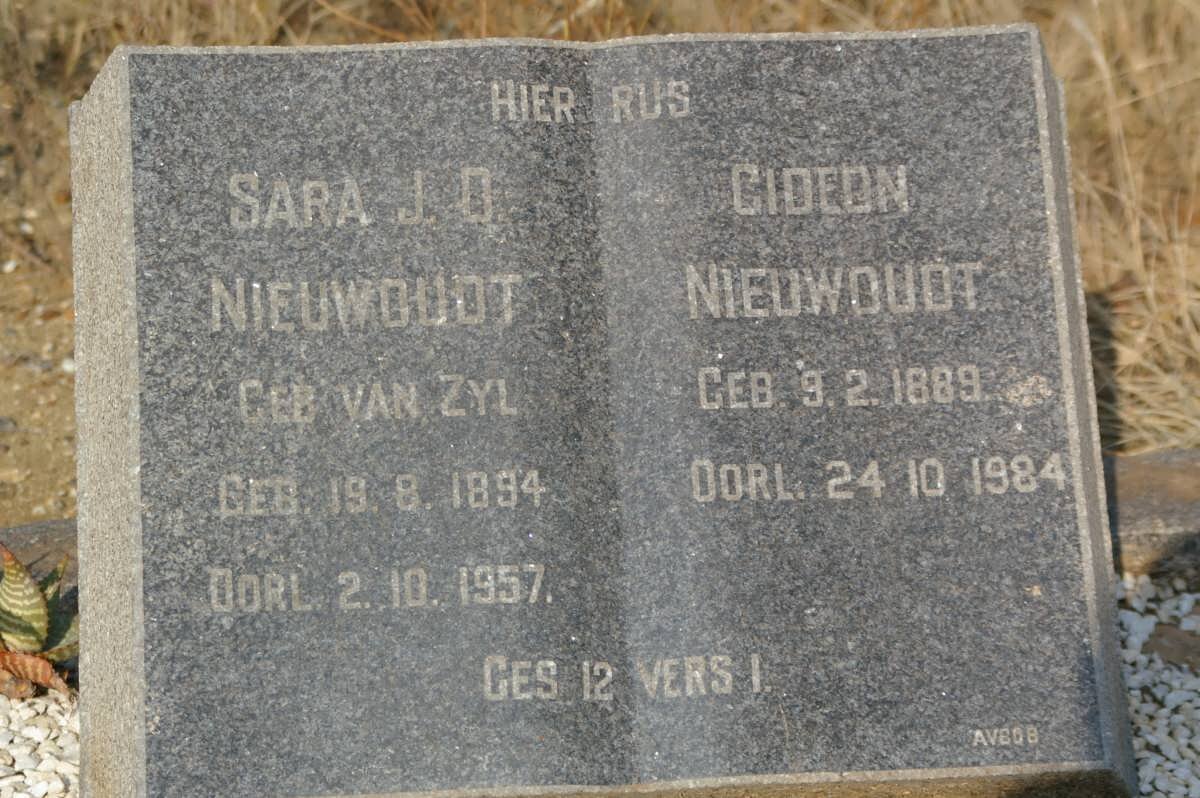 HIER RUS
SARA J. D.
NIEUWOUDT
GEB VAN ZYL
GEB. 19. 8. 1894
OORL. 2. 10. 1957.
GIDEON
NIEUWOUDT
GEB. 9. 2. 1889.
OORL. 24 10 1984
GES 12 VERS 1.
AVBOB